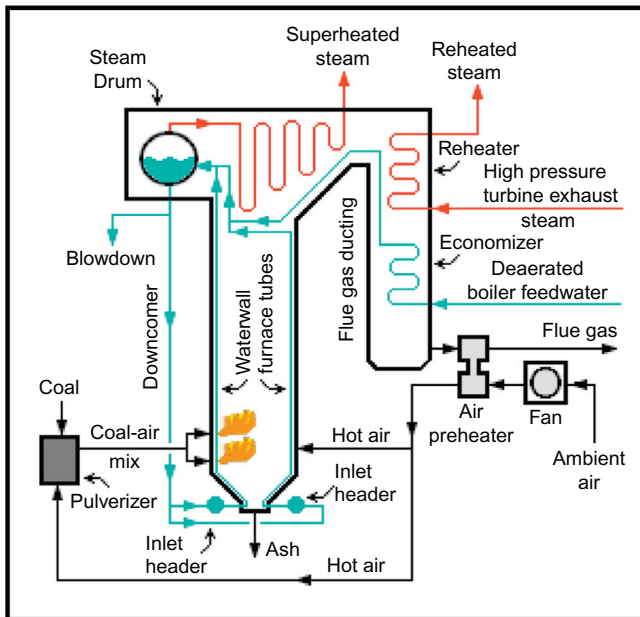 Superheated
steam
Reheated
steam
Steam
Drum
Reheater
High pressure
turbine exhaust
steam
Economizer
Deaerated
boiler feedwater
Blowdown
Downcomer
Waterwall
furnace tubes
Flue gas ducting
Flue gas
Air
preheater
Fan
Ambient
air
Coal
Coal-air
mix
Pulverizer
Hot air
Inlet
header
Inlet
header
Ash
Hot air